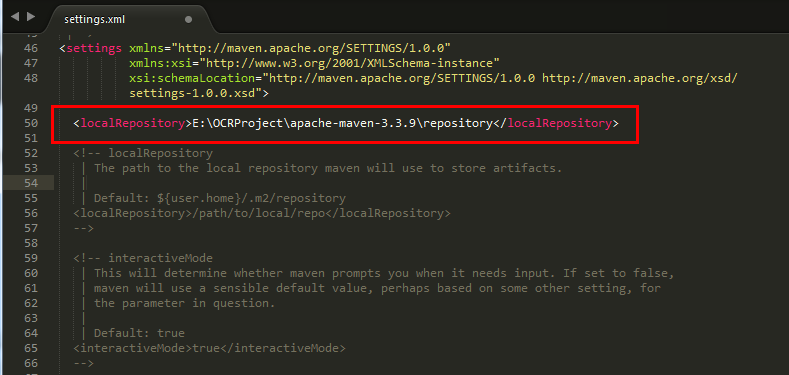 settings.xml
46 <settings xmlns="http://maven.apache.org/SETTINGS/1.0.0"
47 xmlns:xsi="http://www.w3.org/2001/XMLSchema-instance"
48 xsi:schemaLocation="http://maven.apache.org/SETTINGS/1.0.0 http://maven.apache.org/xsd/
settings-1.0.0.xsd">
49
50 <localRepository>E:\OCRProject\apache-maven-3.3.9\repository</localRepository>
51
52 <!-- localRepository
53 | The path to the local repository maven will use to store artifacts.
54 |
55 | Default: ${user.home}/.m2/repository
56 <localRepository>/path/to/local/repo</localRepository>
57 -->
58
59 <!-- interactiveMode
60 | This will determine whether maven prompts you when it needs input. If set to false,
61 | maven will use a sensible default value, perhaps based on some other setting, for
62 | the parameter in question.
63 |
64 | Default: true
65 <interactiveMode>true</interactiveMode>
66 -->